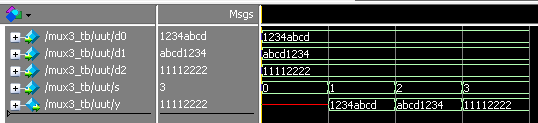 Msgs
/mux3_tb/uut/d0 1234abcd 1234abcd
/mux3_tb/uut/d1 abcd1234 abcd1234
/mux3_tb/uut/d2 11112222 11112222
/mux3_tb/uut/s 3 0 1 2 3
/mux3_tb/uut/y 11112222 1234abcd abcd1234 11112222